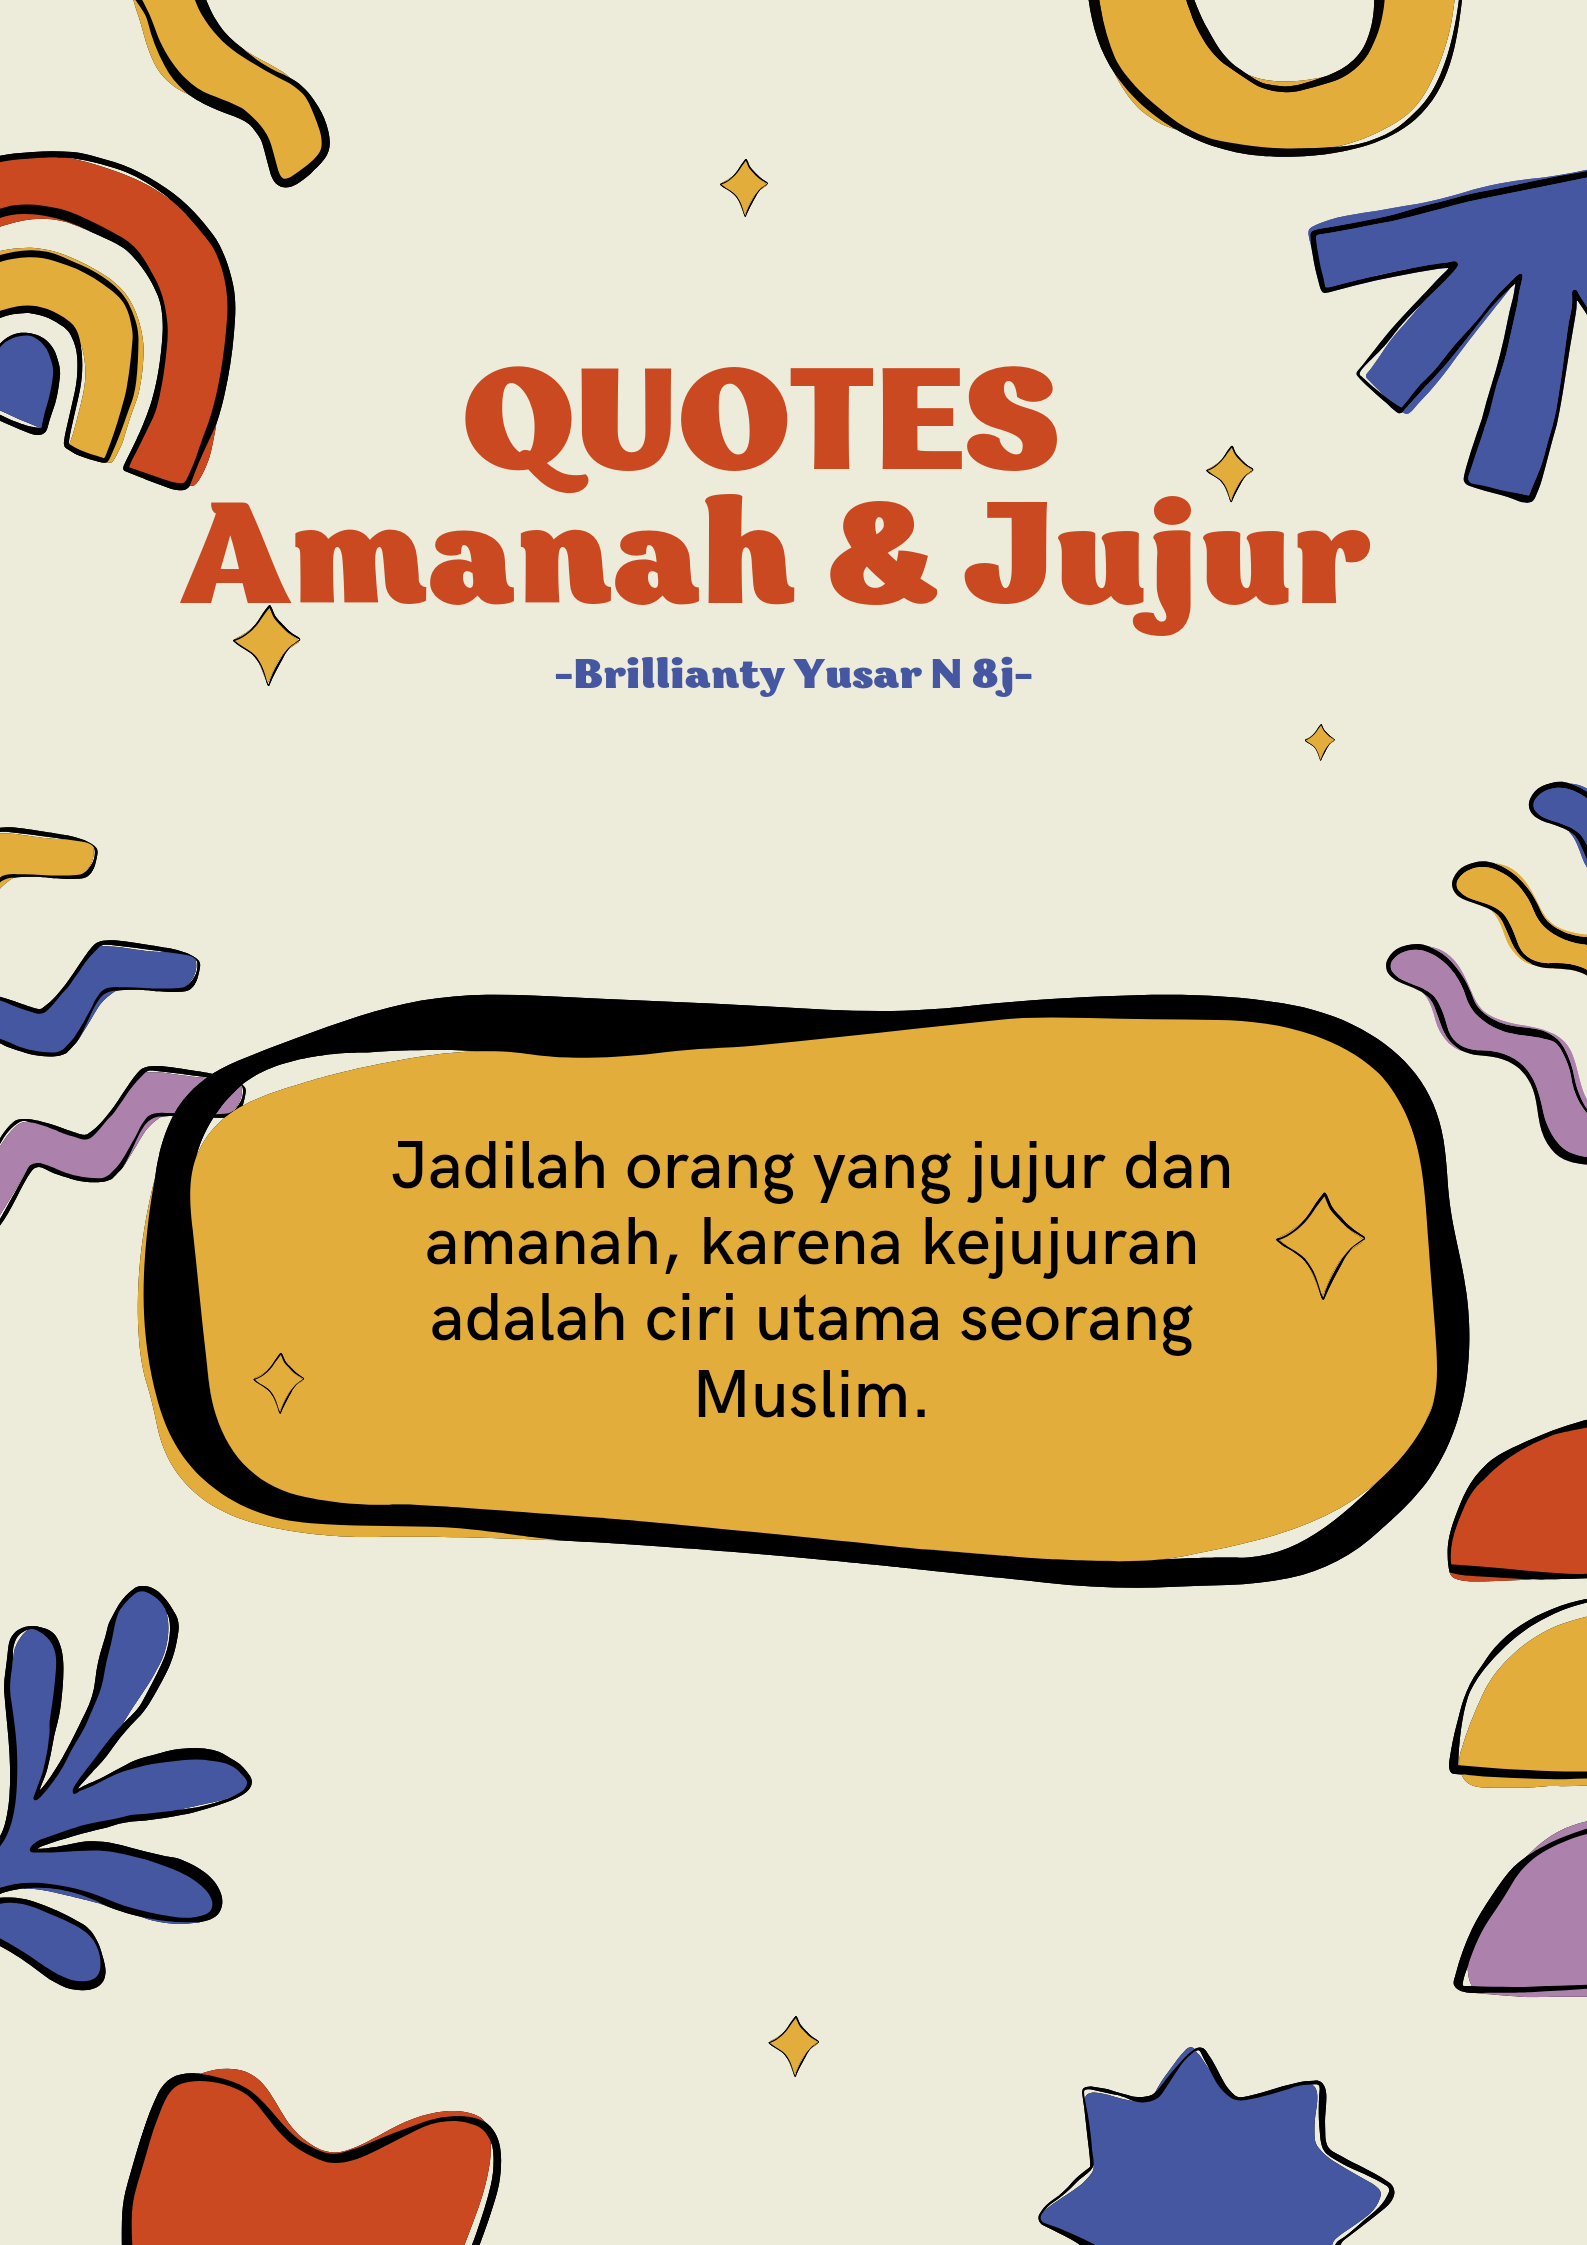 QUOTES
Amanah & Jujur
-Brillianty Yusar N 8j-
Jadilah orang yang jujur dan
amanah, karena kejujuran
adalah ciri utama seorang
Muslim.